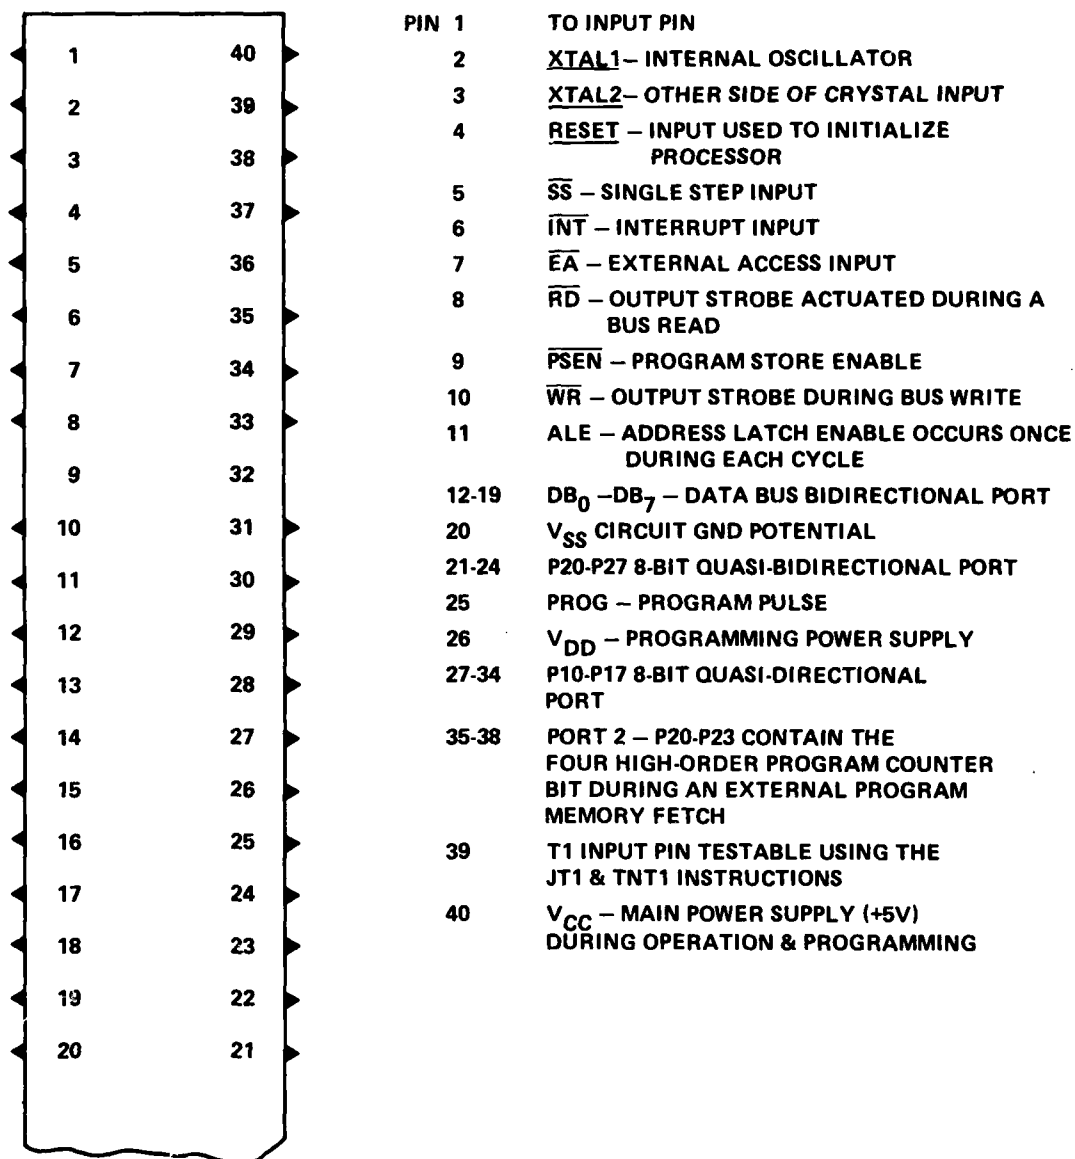 PIN 1 TO INPUT PIN
1 40
2 XTAL1– INTERNAL OSCILLATOR
2 39
3 XTAL2– OTHER SIDE OF CRYSTAL INPUT
4 RESET – INPUT USED TO INITIALIZE
PROCESSOR
3 38
5 SS – SINGLE STEP INPUT
4 37
6 INT – INTERRUPT INPUT
5 36
7 EA – EXTERNAL ACCESS INPUT
8 RD – OUTPUT STROBE ACTUATED DURING A
BUS READ
6 35
9 PSEN – PROGRAM STORE ENABLE
7 34
10 WR – OUTPUT STROBE DURING BUS WRITE
8 33
11 ALE – ADDRESS LATCH ENABLE OCCURS ONCE
DURING EACH CYCLE
9 32
12-19 DB0 –DB7 – DATA BUS BIDIRECTIONAL PORT
10 31
20 VSS CIRCUIT GND POTENTIAL
21-24 P20-P27 8-BIT QUASI-BIDIRECTIONAL PORT
11 30
25 PROG – PROGRAM PULSE
12 29
26 VDD – PROGRAMMING POWER SUPPLY
27-34 P10-P17 8-BIT QUASI-DIRECTIONAL
PORT
13 28
14 27
35-38 PORT 2 – P20-P23 CONTAIN THE
FOUR HIGH-ORDER PROGRAM COUNTER
BIT DURING AN EXTERNAL PROGRAM
MEMORY FETCH
15 26
16 25
39 T1 INPUT PIN TESTABLE USING THE
JT1 & TNT1 INSTRUCTIONS
17 24
40 VCC – MAIN POWER SUPPLY (+5V)
DURING OPERATION & PROGRAMMING
18 23
19 22
20 21